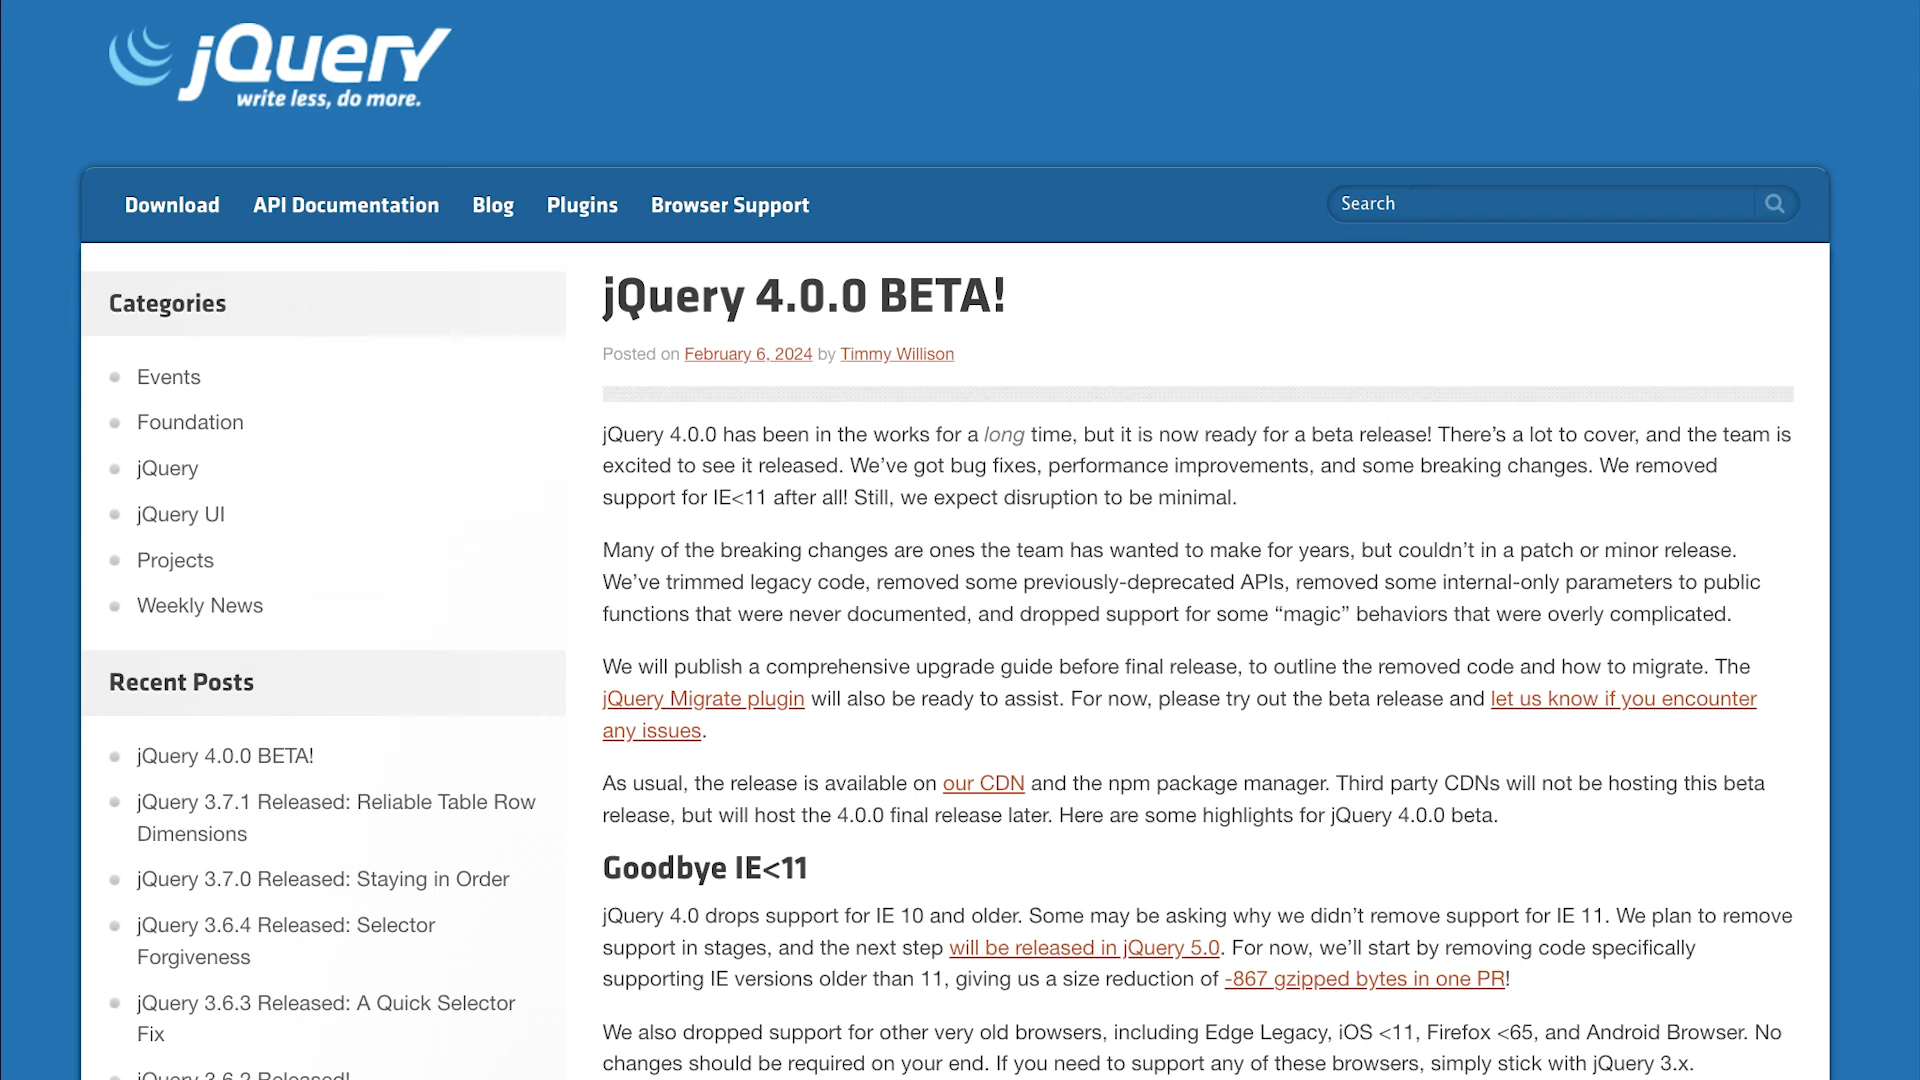 jQuery
write less, do more.
Download API Documentation Blog Plugins Browser Support Search
Categories
Events
Foundation
jQuery
jQuery UI
Projects
Weekly News
Recent Posts
jQuery 4.0.0 BETA!
jQuery 3.7.1 Released: Reliable Table Row
Dimensions
jQuery 3.7.0 Released: Staying in Order
jQuery 3.6.4 Released: Selector
Forgiveness
jQuery 3.6.3 Released: A Quick Selector
Fix
jQuery 3.6.2 Released!
jQuery 4.0.0 BETA!
Posted on February 6, 2024 by Timmy Willison
jQuery 4.0.0 has been in the works for a long time, but it is now ready for a beta release! There’s a lot to cover, and the team is
excited to see it released. We’ve got bug fixes, performance improvements, and some breaking changes. We removed
support for IE<11 after all! Still, we expect disruption to be minimal.
Many of the breaking changes are ones the team has wanted to make for years, but couldn’t in a patch or minor release.
We’ve trimmed legacy code, removed some previously-deprecated APIs, removed some internal-only parameters to public
functions that were never documented, and dropped support for some “magic” behaviors that were overly complicated.
We will publish a comprehensive upgrade guide before final release, to outline the removed code and how to migrate. The
jQuery Migrate plugin will also be ready to assist. For now, please try out the beta release and let us know if you encounter
any issues.
As usual, the release is available on our CDN and the npm package manager. Third party CDNs will not be hosting this beta
release, but will host the 4.0.0 final release later. Here are some highlights for jQuery 4.0.0 beta.
Goodbye IE<11
jQuery 4.0 drops support for IE 10 and older. Some may be asking why we didn’t remove support for IE 11. We plan to remove
support in stages, and the next step will be released in jQuery 5.0. For now, we’ll start by removing code specifically
supporting IE versions older than 11, giving us a size reduction of -867 gzipped bytes in one PR!
We also dropped support for other very old browsers, including Edge Legacy, iOS <11, Firefox <65, and Android Browser. No
changes should be required on your end. If you need to support any of these browsers, simply stick with jQuery 3.x.